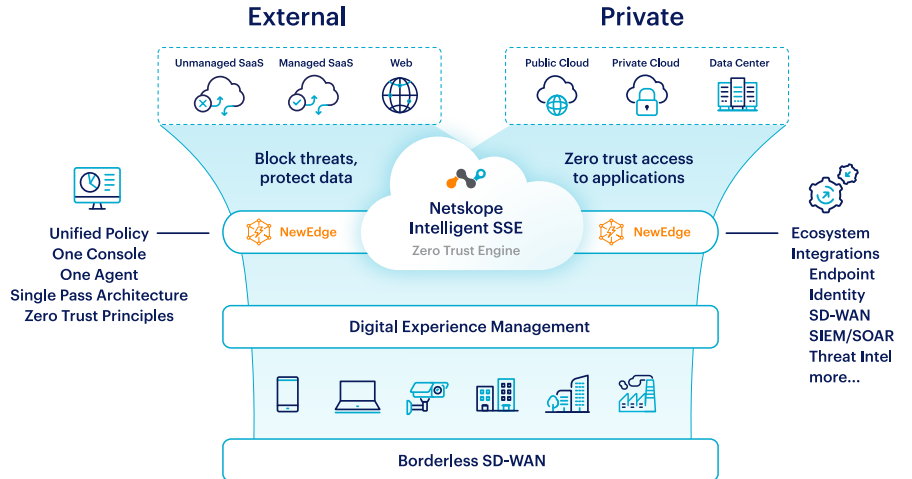 External
Private
Unmanaged SaaS
Managed SaaS
Web
Public Cloud
Private Cloud
Data Center
Block threats,
protect data
Zero trust access
to applications
Netskope
Intelligent SSE
Zero Trust Engine
NewEdge
NewEdge
Unified Policy
One Console
One Agent
Single Pass Architecture
Zero Trust Principles
Ecosystem
Integrations
Endpoint
Identity
SD-WAN
SIEM/SOAR
Threat Intel
more...
Digital Experience Management
Borderless SD-WAN